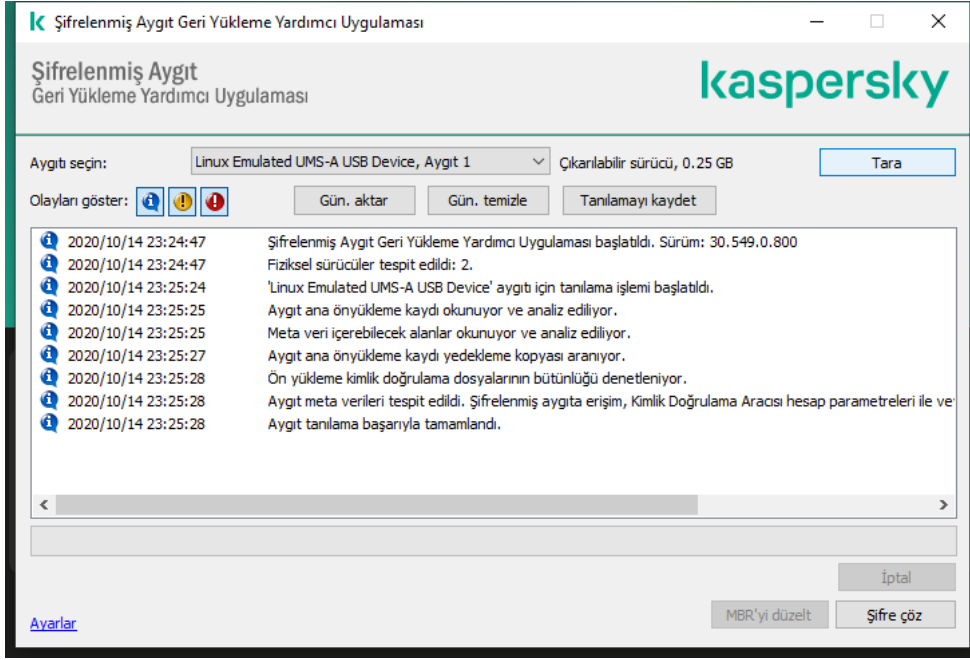 Şifrelenmiş Aygıt Geri Yükleme Yardımcı Uygulaması
Şifrelenmiş Aygıt
Geri Yükleme Yardımcı Uygulaması
kaspersky
Aygıtı seçin: Linux Emulated UMS-A USB Device, Aygıt 1 Çıkarılabilir sürücü, 0.25 GB Tara
Olayları göster: Gün. aktar Gün. temizle Tanılamayı kaydet
2020/10/14 23:24:47 Şifrelenmiş Aygıt Geri Yükleme Yardımcı Uygulaması başlatıldı. Sürüm: 30.549.0.800
2020/10/14 23:24:47 Fiziksel sürücüler tespit edildi: 2.
2020/10/14 23:25:24 'Linux Emulated UMS-A USB Device' aygıtı için tanılama işlemi başlatıldı.
2020/10/14 23:25:25 Aygıt ana önyükleme kaydı okunuyor ve analiz ediliyor.
2020/10/14 23:25:25 Meta veri içerebilecek alanlar okunuyor ve analiz ediliyor.
2020/10/14 23:25:27 Aygıt ana önyükleme kaydı yedekleme kopyası aranıyor.
2020/10/14 23:25:28 Ön yükleme kimlik doğrulama dosyalarının bütünlüğü denetleniyor.
2020/10/14 23:25:28 Aygıt meta verileri tespit edildi. Şifrelenmiş aygıta erişim, Kimlik Doğrulama Aracısı hesap parametreleri ile ve
2020/10/14 23:25:28 Aygıt tanılama başarıyla tamamlandı.
İptal
MBR'yi düzelt Şifre çöz
Ayarlar